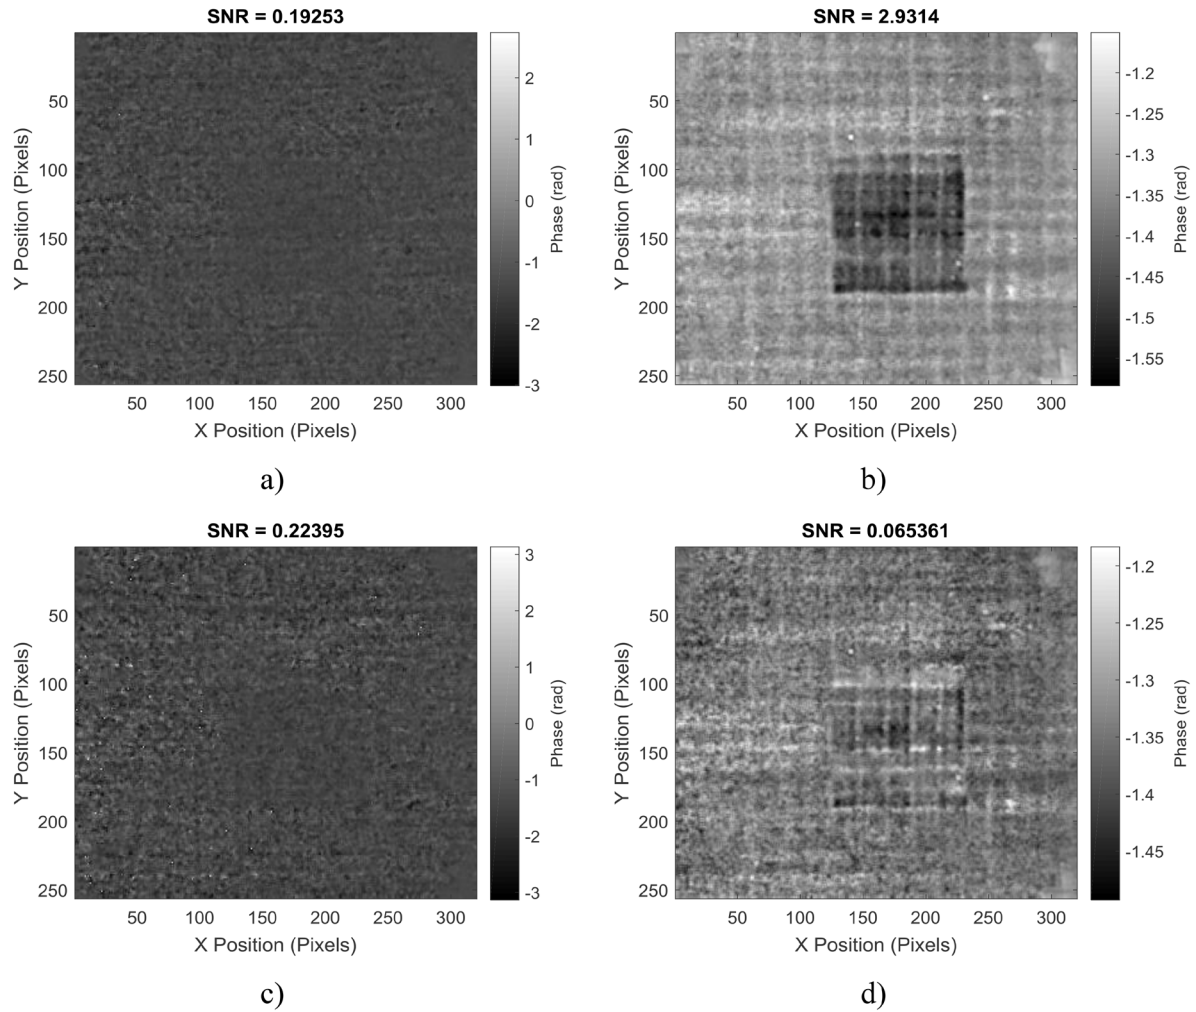 SNR = 0.19253
50
100
150
200
250
Y Position (Pixels)
50 100 150 200 250 300
X Position (Pixels)
2
1
0
-1
-2
-3
Phase (rad)
a)
SNR = 2.9314
50
100
150
200
250
Y Position (Pixels)
50 100 150 200 250 300
X Position (Pixels)
-1.2
-1.25
-1.3
-1.35
-1.4
-1.45
-1.5
-1.55
Phase (rad)
b)
SNR = 0.22395
50
100
150
200
250
Y Position (Pixels)
50 100 150 200 250 300
X Position (Pixels)
3
2
1
0
-1
-2
-3
Phase (rad)
c)
SNR = 0.065361
50
100
150
200
250
Y Position (Pixels)
50 100 150 200 250 300
X Position (Pixels)
-1.2
-1.25
-1.3
-1.35
-1.4
-1.45
Phase (rad)
d)